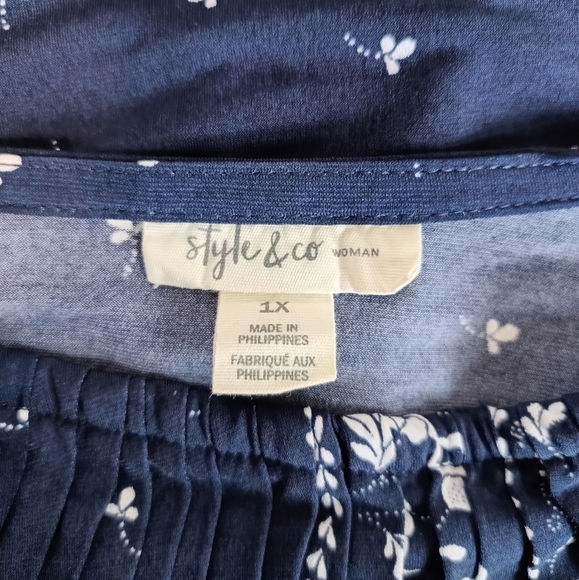 style & co WOMAN
1X
MADE IN
PHILIPPINES
FABRIQUÉ AUX
PHILIPPINES